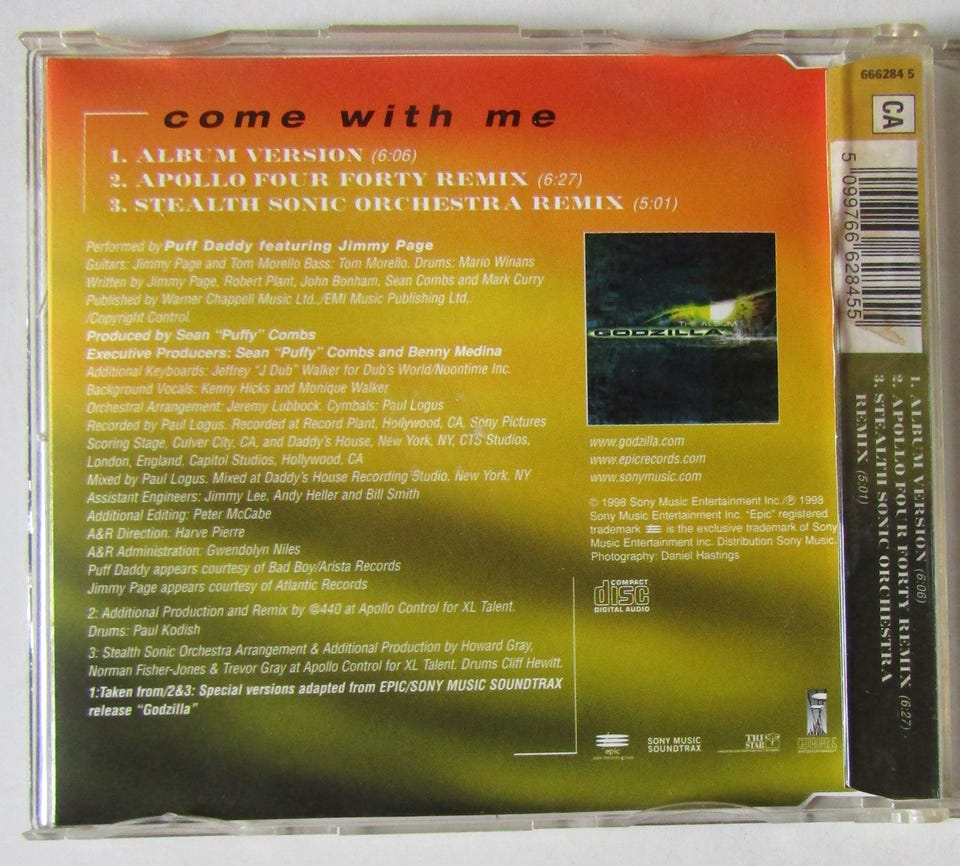 come with me
1. ALBUM VERSION (6:06)
2. APOLLO FOUR FORTY REMIX (6:27)
3. STEALTH SONIC ORCHESTRA REMIX (5:01)
Performed by Puff Daddy featuring Jimmy Page
Guitars: Jimmy Page and Tom Morello Bass: Tom Morello. Drums: Mario Winans
Written by Jimmy Page, Robert Plant, John Bonham, Sean Combs and Mark Curry
Published by Warner Chappell Music Ltd../EMI Music Publishing Ltd..
/Copyright Control.
Produced by Sean "Puffy" Combs
Executive Producers: Sean "Puffy" Combs and Benny Medina
Additional Keyboards: Jeffrey "J Dub" Walker for Dub's World/Noontime Inc.
Background Vocals: Kenny Hicks and Monique Walker
Orchestral Arrangement: Jeremy Lubbock. Cymbals: Paul Logus
Recorded by Paul Logus. Recorded at Record Plant, Hollywood, CA, Sony Pictures
Scoring Stage, Culver City, CA, and Daddy's House, New York, NY, CTS Studios,
London, England, Capitol Studios, Hollywood, CA
Mixed by Paul Logus. Mixed at Daddy's House Recording Studio, New York, NY
Assistant Engineers: Jimmy Lee, Andy Heller and Bill Smith
Additional Editing: Peter McCabe
A&R Direction: Harve Pierre
A&R Administration: Gwendolyn Niles
Puff Daddy appears courtesy of Bad Boy/Arista Records
Jimmy Page appears courtesy of Atlantic Records
2: Additional Production and Remix by @440 at Apollo Control for XL Talent.
Drums: Paul Kodish
3: Stealth Sonic Orchestra Arrangement & Additional Production by Howard Gray,
Norman Fisher-Jones & Trevor Gray at Apollo Control for XL Talent. Drums Cliff Hewitt.
1:Taken from/2&3: Special versions adapted from EPIC/SONY MUSIC SOUNDTRAX
release "Godzilla"
THE ALBUM
GODZILLA
www.godzilla.com
www.epicrecords.com
www.sonymusic.com
© 1998 Sony Music Entertainment Inc./℗ 1998
Sony Music Entertainment Inc. "Epic" registered
trademark is the exclusive trademark of Sony
Music Entertainment inc. Distribution Sony Music.
Photography: Daniel Hastings
COMPACT
disc
DIGITAL AUDIO
epic
SONY MUSIC
SOUNDTRAX
TRI
STAR
CENTROPOLIS
666284 5
CA
5 099766 628455
1. ALBUM VERSION (6:06)
2. APOLLO FOUR FORTY REMIX (6:27)
3. STEALTH SONIC ORCHESTRA
REMIX (5:01)